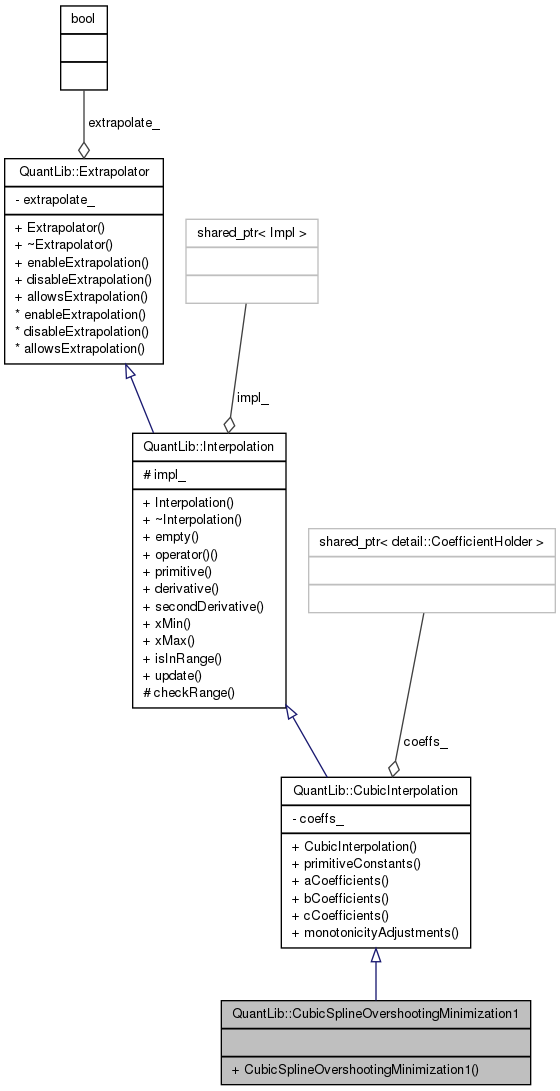 bool
extrapolate_
QuantLib::Extrapolator
- extrapolate_
+ Extrapolator()
+ ~Extrapolator()
+ enableExtrapolation()
+ disableExtrapolation()
+ allowsExtrapolation()
* enableExtrapolation()
* disableExtrapolation()
* allowsExtrapolation()
shared_ptr< Impl >
impl_
QuantLib::Interpolation
# impl_
+ Interpolation()
+ ~Interpolation()
+ empty()
+ operator()()
+ primitive()
+ derivative()
+ secondDerivative()
+ xMin()
+ xMax()
+ isInRange()
+ update()
# checkRange()
shared_ptr< detail::CoefficientHolder >
coeffs_
QuantLib::CubicInterpolation
- coeffs_
+ CubicInterpolation()
+ primitiveConstants()
+ aCoefficients()
+ bCoefficients()
+ cCoefficients()
+ monotonicityAdjustments()
QuantLib::CubicSplineOvershootingMinimization1
+ CubicSplineOvershootingMinimization1()